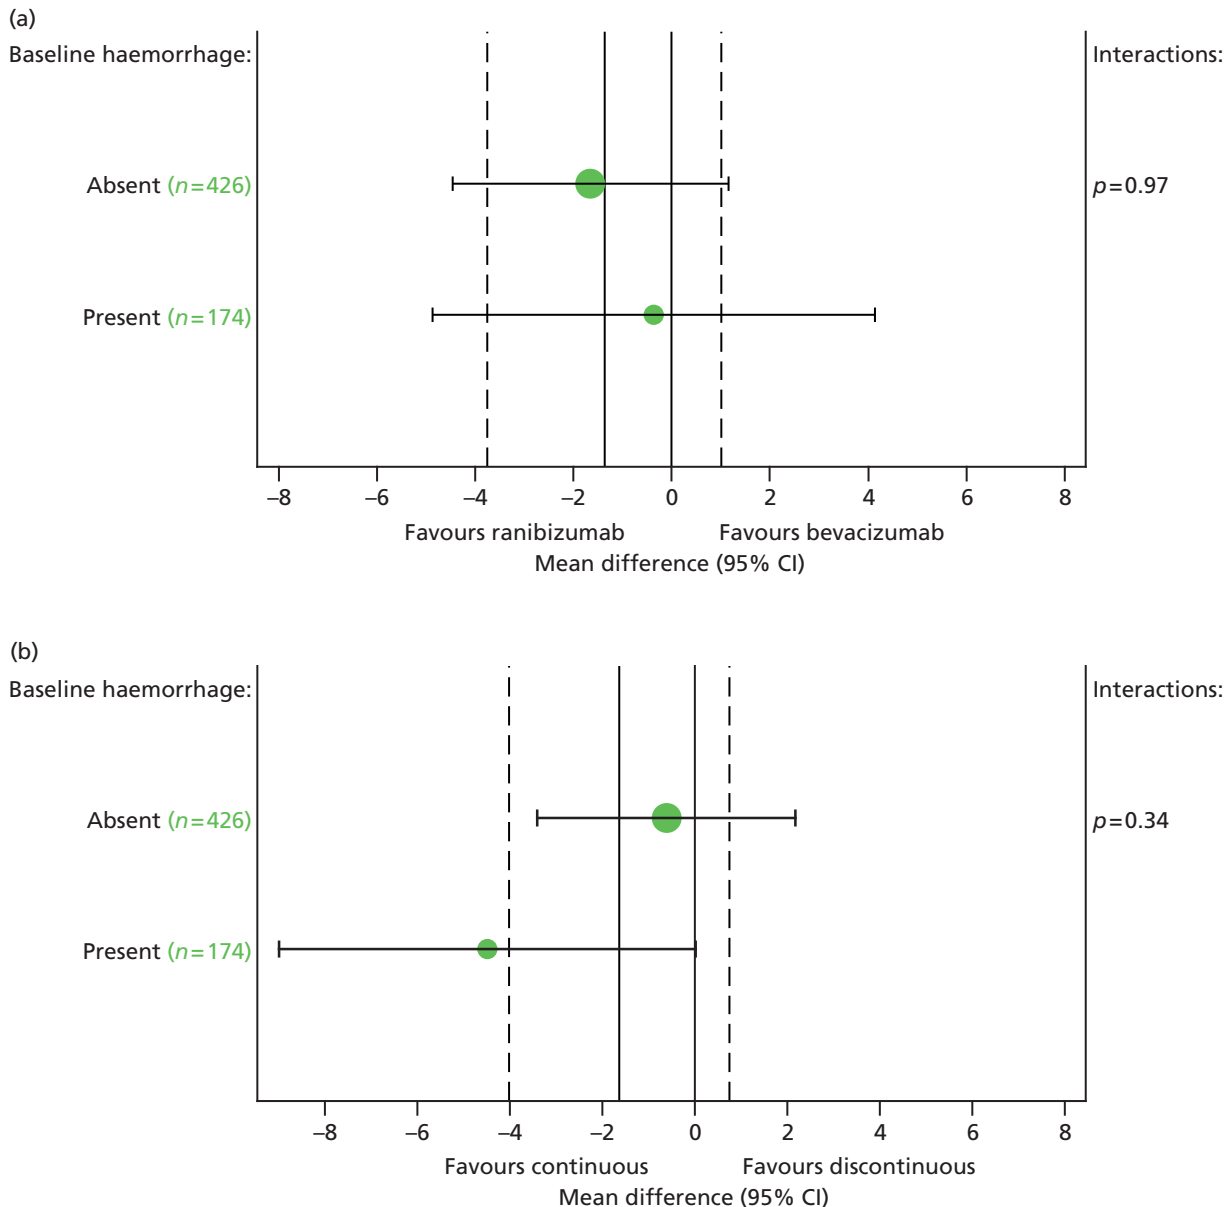 (a)
Baseline haemorrhage:
Interactions:
Absent (n=426)
p=0.97
Present (n=174)
–8 –6 –4 –2 0 2 4 6 8
Favours ranibizumab Favours bevacizumab
Mean difference (95% CI)
(b)
Baseline haemorrhage:
Interactions:
Absent (n=426)
p=0.34
Present (n=174)
–8 –6 –4 –2 0 2 4 6 8
Favours continuous Favours discontinuous
Mean difference (95% CI)